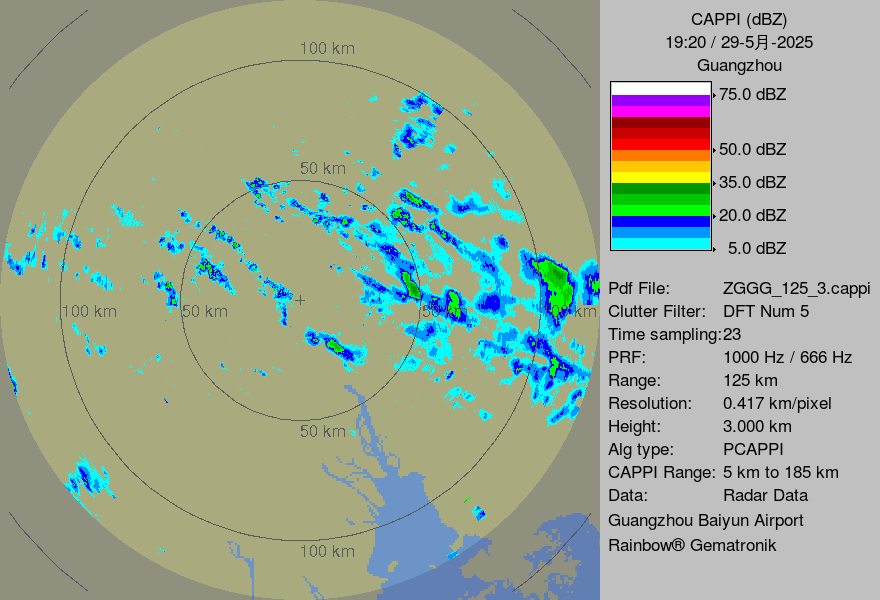 100 km
50 km
100 km
50 km
50 km
100 km
50 km
100 km
CAPPI (dBZ)
19:20 / 29-5月-2025
Guangzhou
75.0 dBZ
50.0 dBZ
35.0 dBZ
20.0 dBZ
5.0 dBZ
Pdf File: ZGGG_125_3.cappi
Clutter Filter: DFT Num 5
Time sampling:23
PRF: 1000 Hz / 666 Hz
Range: 125 km
Resolution: 0.417 km/pixel
Height: 3.000 km
Alg type: PCAPPI
CAPPI Range: 5 km to 185 km
Data: Radar Data
Guangzhou Baiyun Airport
Rainbow® Gematronik